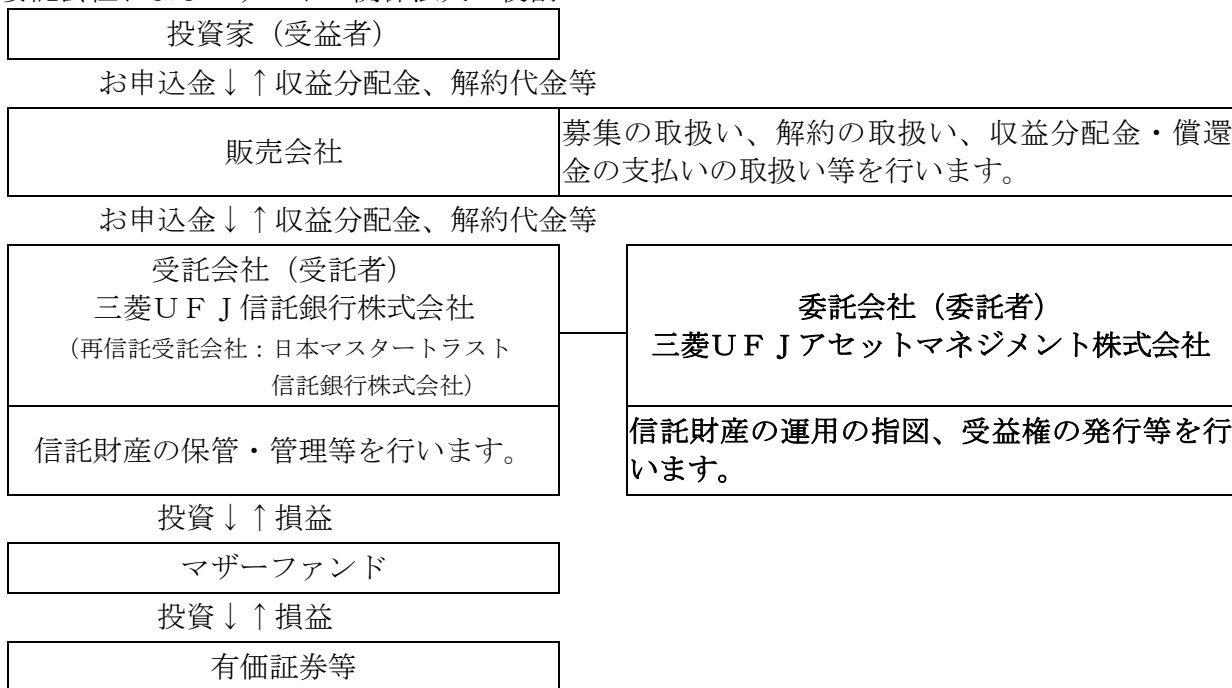 投資家（受益者）
お申込金↓↑収益分配金、解約代金等
販売会社
募集の取扱い、解約の取扱い、収益分配金・償還
金の支払いの取扱い等を行います。
お申込金↓↑収益分配金、解約代金等
受託会社（受託者）
三菱ＵＦＪ信託銀行株式会社
（再信託受託会社：日本マスタートラスト
信託銀行株式会社）
委託会社（委託者）
三菱ＵＦＪアセットマネジメント株式会社
信託財産の保管・管理等を行います。
信託財産の運用の指図、受益権の発行等を行
います。
投資↓↑損益
マザーファンド
投資↓↑損益
有価証券等